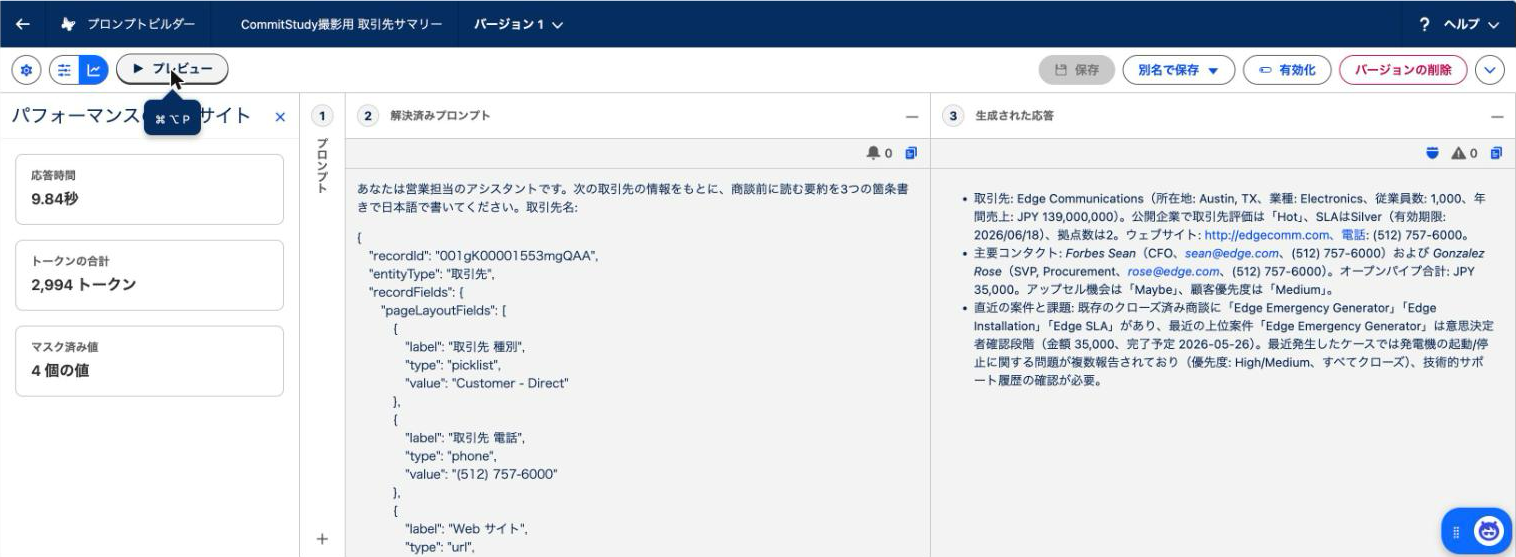 プロンプトビルダー
CommitStudy撮影用 取引先サマリー
バージョン 1
?
ヘルプ
プレビュー
保存
別名で保存
有効化
バージョンの削除
⌘⌥P
パフォーマンス
サイト
応答時間
9.84秒
トークンの合計
2,994 トークン
マスク済み値
4 個の値
1
プロンプト
2
解決済みプロンプト
0
あなたは営業担当のアシスタントです。次の取引先の情報をもとに、商談前に読む要約を3つの箇条書
きで日本語で書いてください。取引先名:
{
"recordId": "001gK00001553mgQAA",
"entityType": "取引先",
"recordFields": {
"pageLayoutFields": [
{
"label": "取引先 種別",
"type": "picklist",
"value": "Customer - Direct"
},
{
"label": "取引先 電話",
"type": "phone",
"value": "(512) 757-6000"
},
{
"label": "Web サイト",
"type": "url",
3
生成された応答
0
• 取引先: Edge Communications（所在地: Austin, TX、業種: Electronics、従業員数: 1,000、年
間売上: JPY 139,000,000）。公開企業で取引先評価は「Hot」、SLAはSilver（有効期限:
2026/06/18）、拠点数は2。ウェブサイト: http://edgecomm.com、電話: (512) 757-6000。
• 主要コンタクト: Forbes Sean（CFO、sean@edge.com、(512) 757-6000）および Gonzalez
Rose（SVP, Procurement、rose@edge.com、(512) 757-6000）。オープンパイプ合計: JPY
35,000。アップセル機会は「Maybe」、顧客優先度は「Medium」。
• 直近の案件と課題: 既存のクローズ済み商談に「Edge Emergency Generator」「Edge
Installation」「Edge SLA」があり、最近の上位案件「Edge Emergency Generator」は意思決定
者確認段階（金額 35,000、完了予定 2026-05-26）。最近発生したケースでは発電機の起動/停
止に関する問題が複数報告されており（優先度: High/Medium、すべてクローズ）、技術的サポ
ート履歴の確認が必要。